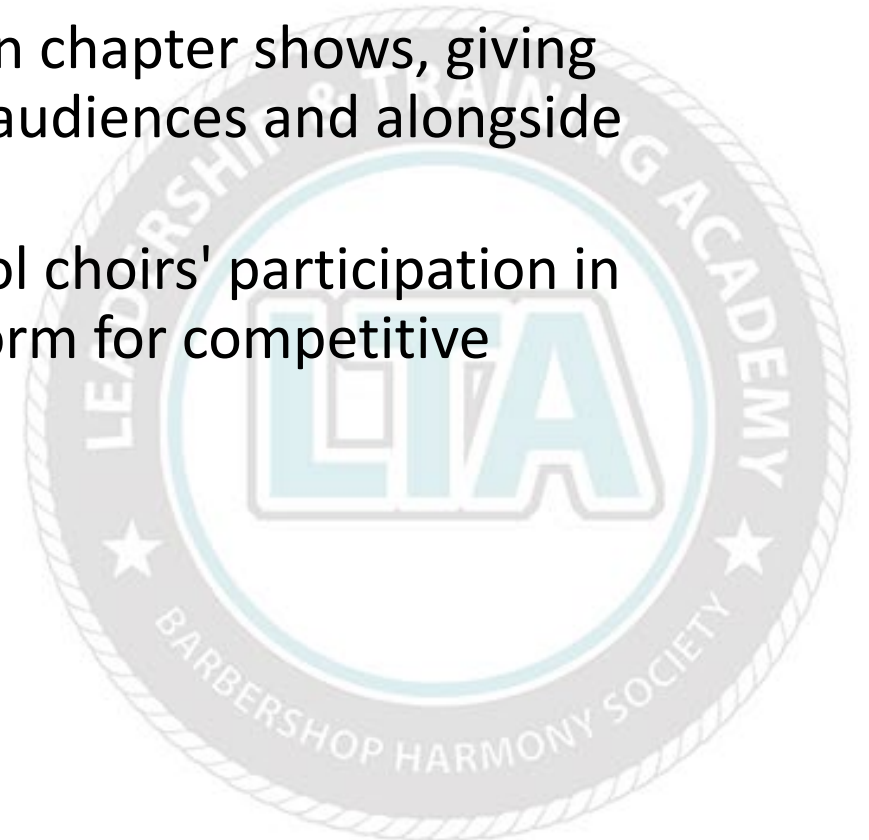 n chapter shows, giving
audiences and alongside
ol choirs' participation in
orm for competitive
LEADERSHIP & TRAINING ACADEMY
LTA
BARBERSHOP HARMONY SOCIETY